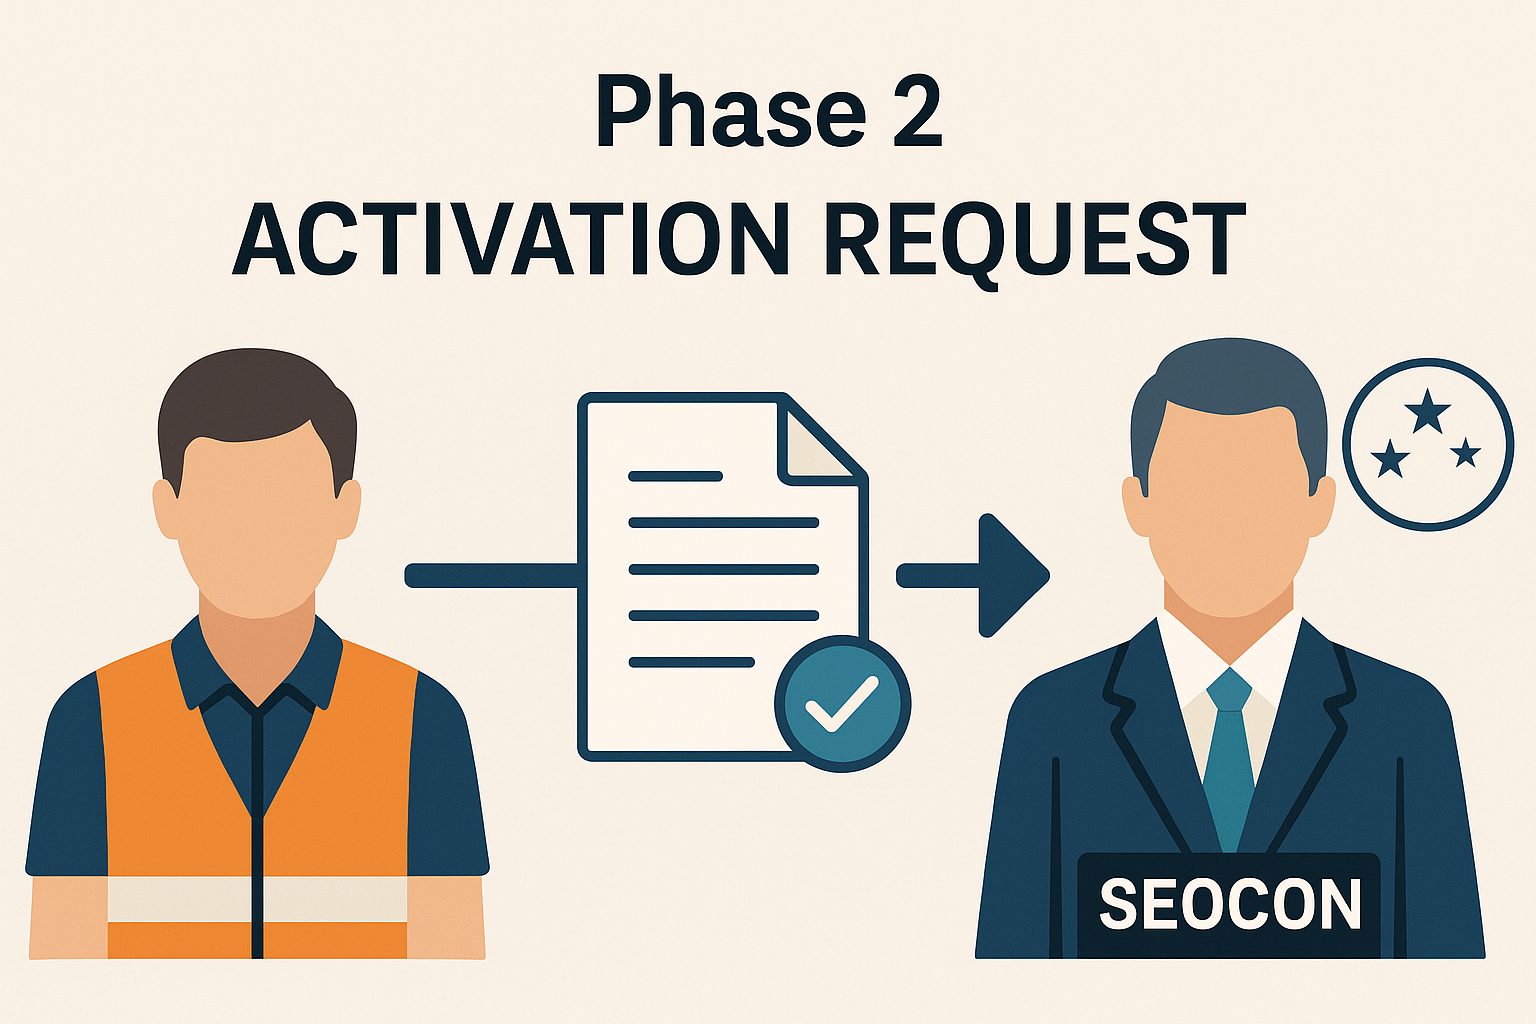 Phase 2
ACTIVATION REQUEST
SEOCON